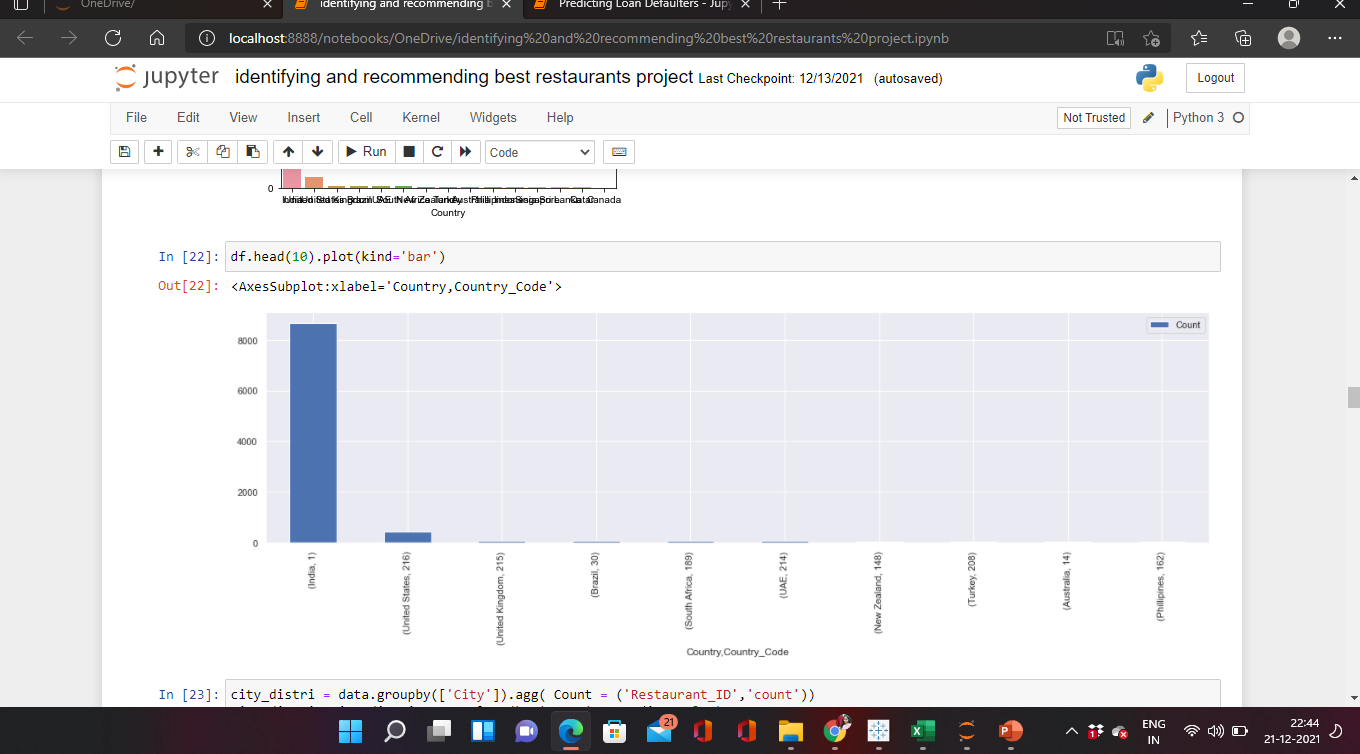 OneDrive/
identifying and recommending b
Predicting Loan Defaulters - Jupy
localhost:8888/notebooks/OneDrive/identifying%20and%20recommending%20best%20restaurants%20project.ipynb
jupyter identifying and recommending best restaurants project Last Checkpoint: 12/13/2021 (autosaved)
Logout
File Edit View Insert Cell Kernel Widgets Help
Not Trusted
Python 3
Run
Code
0
Canada
Country
In [22]: df.head(10).plot(kind='bar')
Out[22]: <AxesSubplot:xlabel='Country,Country_Code'>
Count
8000
6000
4000
2000
0
(India, 1)
(United States, 216)
(United Kingdom, 215)
(Brazil, 30)
(South Africa, 189)
(UAE, 214)
(New Zealand, 148)
(Turkey, 208)
(Australia, 14)
(Phillipines, 162)
Country,Country_Code
In [23]: city_distri = data.groupby(['City']).agg( Count = ('Restaurant_ID','count'))
21
1
ENG
IN
22:44
21-12-2021